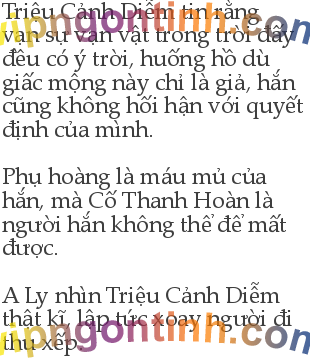 Triệu Cảnh Diễm tin rằng
vạn sự vạn vật trong trời đây
đều có ý trời, huống hồ dù
giấc mộng này chỉ là giả, hắn
cũng không hối hận với quyết
định của mình.
Phụ hoàng là máu mủ của
hắn, mà Cố Thanh Hoàn là
người hắn không thể để mất
được.
A Ly nhìn Triệu Cảnh Diễm
thật kĩ, lập tức xoay người đi
thu xếp.
vipngontinh.com
vipngontinh.com